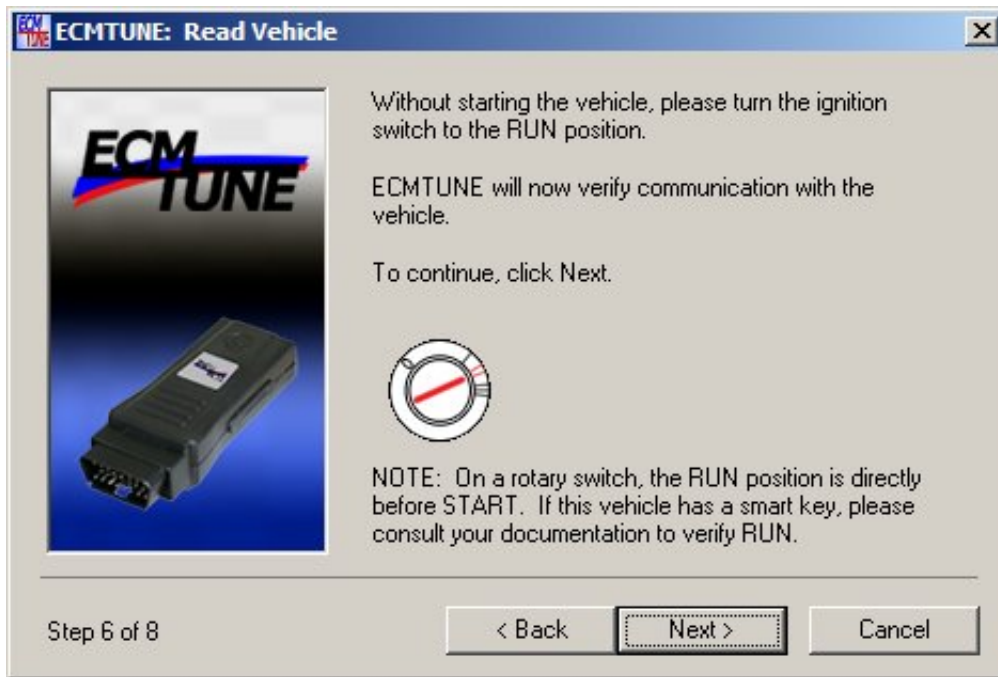 ECMTUNE: Read Vehicle
ECM
TUNE
Without starting the vehicle, please turn the ignition
switch to the RUN position.
ECMTUNE will now verify communication with the
vehicle.
To continue, click Next.
NOTE: On a rotary switch, the RUN position is directly
before START. If this vehicle has a smart key, please
consult your documentation to verify RUN.
Step 6 of 8
< Back
Next >
Cancel